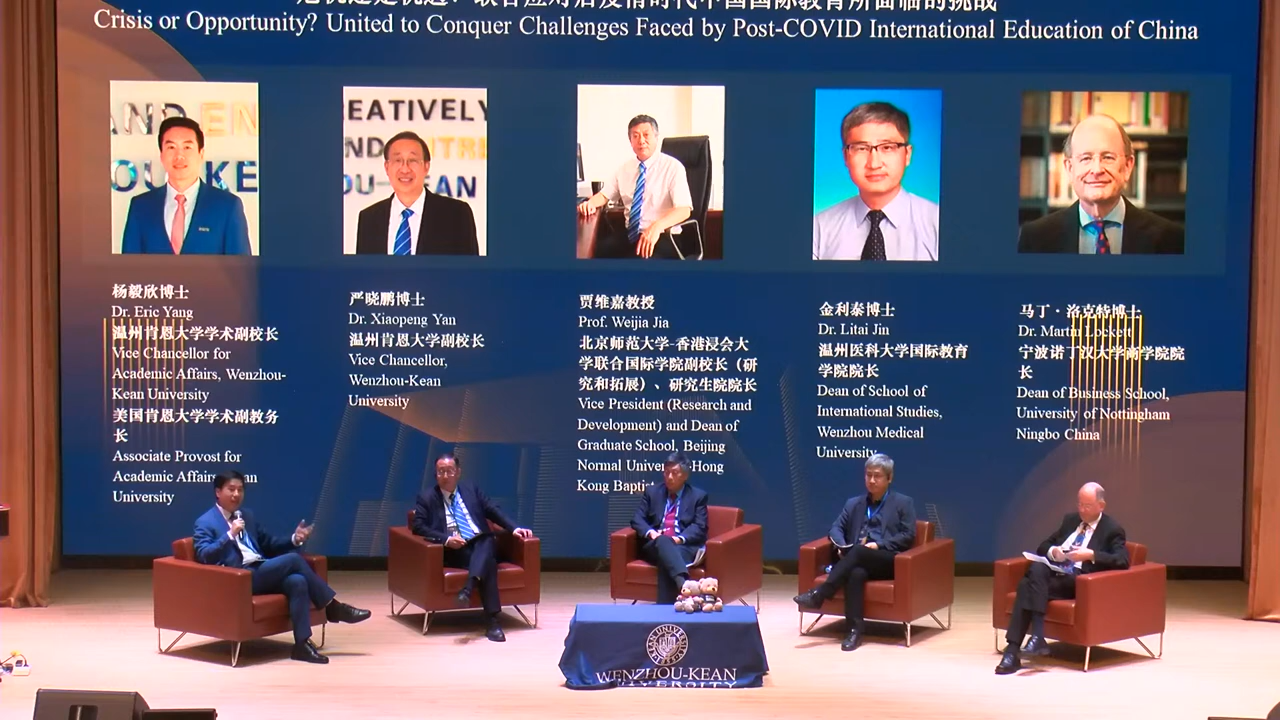 Crisis or Opportunity? United to Conquer Challenges Faced by Post-COVID International Education of China
AND EN
OU-KE
REATIVELY
ND
OU-KEAN
杨毅欣博士
Dr. Eric Yang
温州肯恩大学学术副校长
Vice Chancellor for
Academic Affairs, Wenzhou-
Kean University
美国肯恩大学学术副教务
长
Associate Provost for
Academic Affairs
University
严晓鹏博士
Dr. Xiaopeng Yan
温州肯恩大学副校长
Vice Chancellor,
Wenzhou-Kean
University
贾维嘉教授
Prof. Weijia Jia
北京师范大学-香港浸会大
学联合国际学院副校长（研
究和拓展）、研究生院院长
Vice President (Research and
Development) and Dean of
Graduate School, Beijing
Normal Hong
Kong
金利泰博士
Dr. Litai Jin
温州医科大学国际教育
学院院长
Dean of School of
International Studies,
Wenzhou Medical
University
马丁·洛克特博士
Dr. Martin Lockett
宁波诺丁汉大学商学院院
长
Dean of Business School,
University of Nottingham
Ningbo China
WENZHOU-KEAN
UNIVERSITY